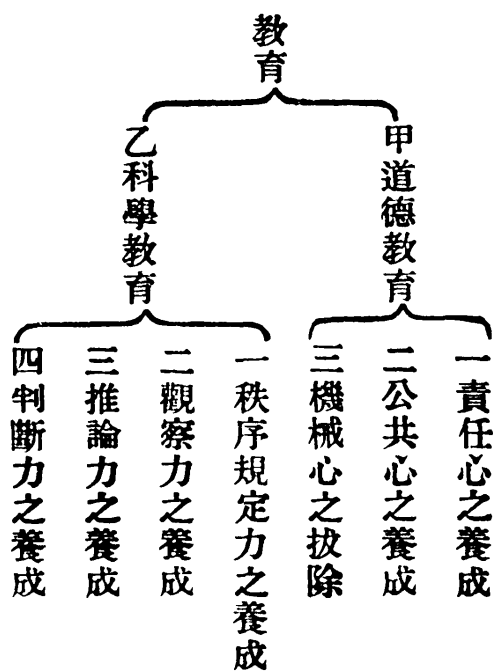 教育
甲道德教育
一責任心之養成
二公共心之養成
三機械心之拔除
乙科學教育
一秩序規定力之養成
二觀察力之養成
三推論力之養成
四判斷力之養成